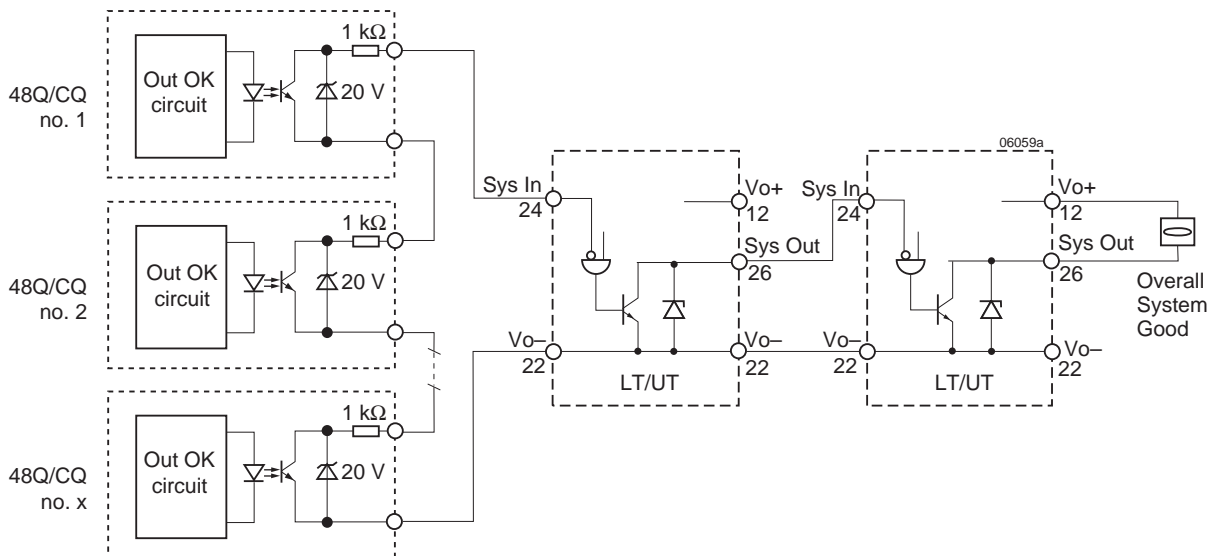 48Q/CQ
no. 1
Out OK
circuit
1 kΩ
20 V
48Q/CQ
no. 2
Out OK
circuit
1 kΩ
20 V
48Q/CQ
no. x
Out OK
circuit
1 kΩ
20 V
Sys In
24
Vo+
12
Sys Out
26
Vo–
22
Vo–
22
LT/UT
06059a
Sys In
24
Vo+
12
Sys Out
26
Vo–
22
Vo–
22
LT/UT
Overall
System
Good